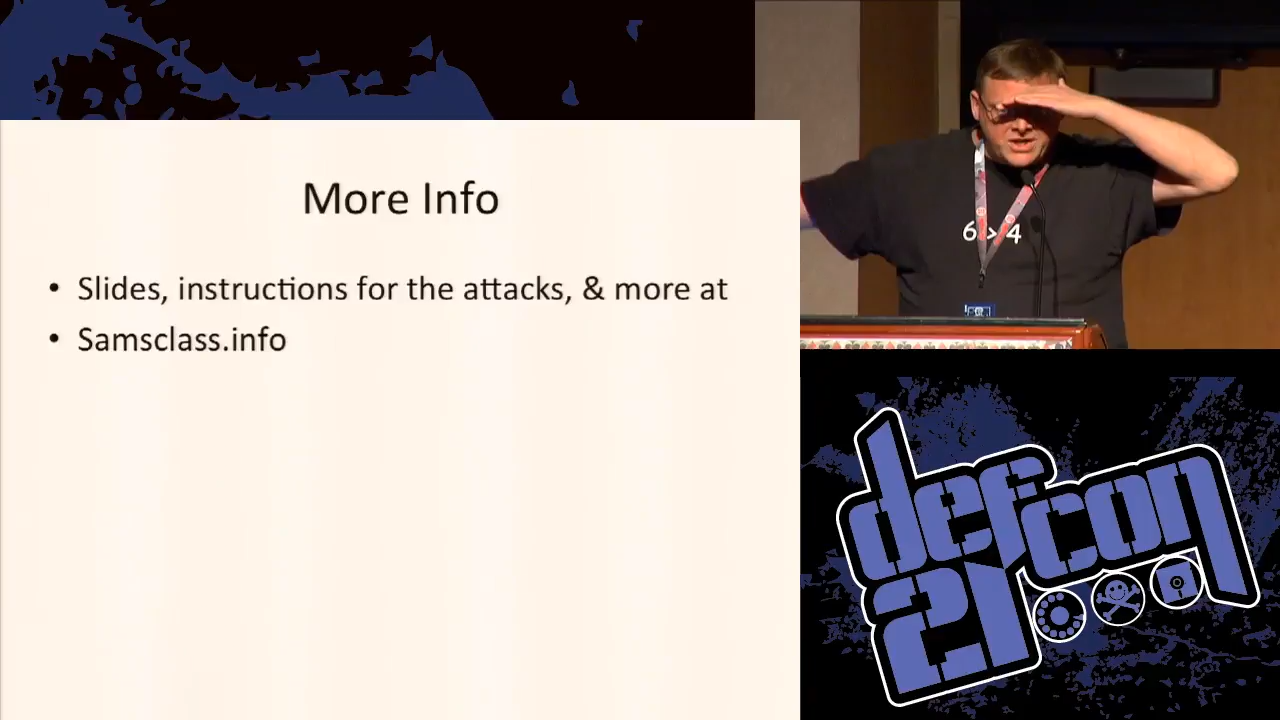 More Info
• Slides, instructions for the attacks, & more at
• Samsclass.info
6>4
defcon
21